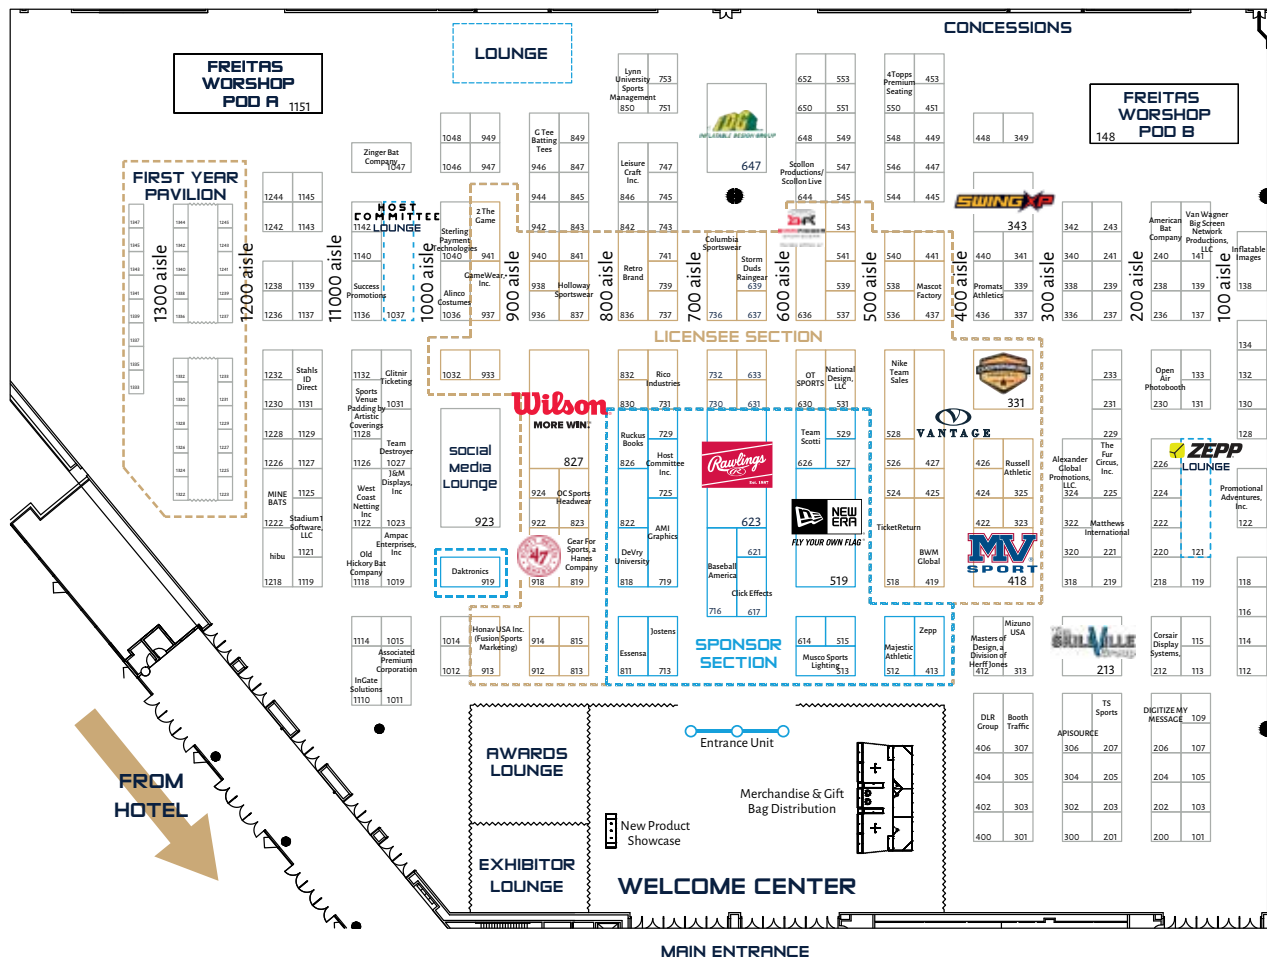 CONCESSIONS
LOUNGE
FREITAS
WORSHOP
POD A
1151
FREITAS
WORSHOP
POD B
148
Lynn
University
Sports
Management
753
850
751
652
553
650
551
4Topps
Premium
Seating
453
550
451
IDG
INFLATABLE DESIGN GROUP
647
1048
949
1046
947
G Tee
Batting
Tees
849
946
847
648
549
548
449
448
349
Zinger Bat
Company
1047
Leisure
Craft
Inc.
747
846
745
Scollon
Productions/
Scollon Live
547
644
545
546
447
544
445
SWINGXP
343
FIRST YEAR
PAVILION
1244
1145
1242
1143
HOST
COMMITTEE
LOUNGE
1142
1140
Success
Promotions
1136
1037
2 The
Game
Sterling
Payment
Technologies
1040
941
GameWear,
Inc.
Alinco
Costumes
1036
937
944
845
942
843
940
841
938
Holloway
Sportswear
936
837
842
743
741
Retro
Brand
739
836
737
Columbia
Sportswear
Storm
Duds
Raingear
639
736
637
543
541
539
636
537
540
441
538
Mascot
Factory
536
437
440
341
Promats
Athletics
339
436
337
342
243
340
241
338
239
336
237
American
Bat
Company
Van Wagner
Big Screen
Network
Productions,
LLC
240
141
238
139
236
137
Inflatable
Images
138
1300 aisle
1200 aisle
11000 aisle
1000 aisle
900 aisle
800 aisle
700 aisle
600 aisle
500 aisle
400 aisle
300 aisle
200 aisle
100 aisle
1238
1139
1236
1137
LICENSEE SECTION
1232
Stahls
ID
Direct
1230
1131
1228
1129
1226
1127
MINE
BATS
1125
1222
Stadium1
Software,
LLC
hibu
1121
1218
1119
1132
Glitnir
Ticketing
Sports
Venue
Padding by
Artistic
Coverings
1031
1128
Team
Destroyer
1126
1027
J&M
Displays,
Inc
West
Coast
Netting
Inc
1122
1023
Ampac
Enterprises,
Inc
Old
Hickory Bat
Company
1118
1019
1032
933
social
media
lounge
923
Daktronics
919
Wilson
MORE WIN.
827
924
OC Sports
Headwear
922
823
47
Gear For
Sports, a
Hanes
Company
918
819
832
Rico
Industries
830
731
Ruckus
Books
729
826
Host
Committee
Inc.
725
822
AMI
Graphics
DeVry
University
818
719
732
633
730
631
Rawlings
Est. 1887
623
621
Baseball
America
Click Effects
716
617
OT
SPORTS
National
Design,
LLC
630
531
Team
Scotti
529
626
527
NEW
ERA
FLY YOUR OWN FLAG
519
Nike
Team
Sales
528
VANTAGE
526
427
524
425
TicketReturn
BWM
Global
518
419
331
426
Russell
Athletic
424
325
422
323
MV
SPORT
418
233
231
229
The
Fur
Circus,
Inc.
Alexander
Global
Promotions,
LLC.
324
225
322
Matthews
International
320
221
318
219
Open
Air
Photobooth
133
230
131
ZEPP
LOUNGE
226
224
222
220
121
218
119
134
132
130
128
Promotional
Adventures,
Inc.
122
118
116
114
112
1114
1015
Associated
Premium
Corporation
InGate
Solutions
1110
1011
1014
1012
Honav USA Inc.
(Fusion Sports
Marketing)
913
914
815
912
813
Jostens
Essensa
811
713
SPONSOR
SECTION
614
515
Musco Sports
Lighting
513
Majestic
Athletic
Zepp
512
413
Masters of
Design, a
Division of
Herff Jones
Mizuno
USA
412
313
THE SKILLVILLE
Group
213
Corsair
Display
Systems,
115
212
113
FROM
HOTEL
AWARDS
LOUNGE
EXHIBITOR
LOUNGE
Entrance Unit
Merchandise & Gift
Bag Distribution
New Product
Showcase
WELCOME CENTER
DLR
Group
Booth
Traffic
406
307
404
305
402
303
400
301
TS
Sports
APISOURCE
306
207
304
205
302
203
300
201
DIGITIZE MY
MESSAGE
109
206
107
204
105
202
103
200
101
MAIN ENTRANCE